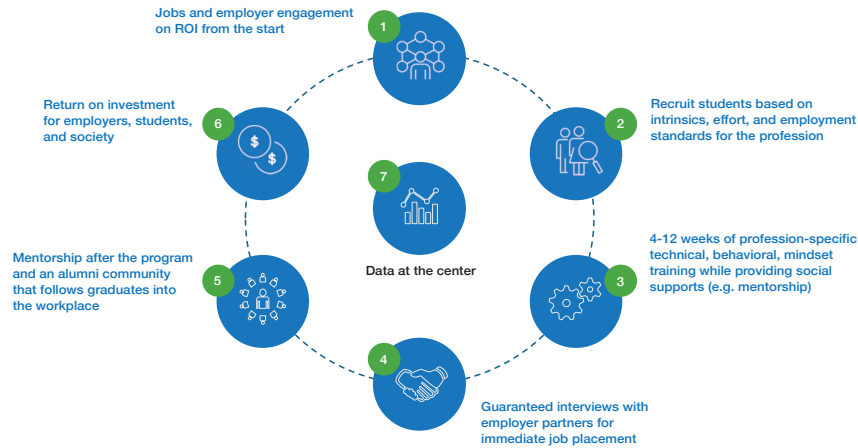 Jobs and employer engagement
on ROI from the start
1
Recruit students based on
intrinsics, effort, and employment
standards for the profession
2
4-12 weeks of profession-specific
technical, behavioral, mindset
training while providing social
supports (e.g. mentorship)
3
Guaranteed interviews with
employer partners for
immediate job placement
4
Mentorship after the program
and an alumni community
that follows graduates into
the workplace
5
Return on investment
for employers, students,
and society
6
$
$
7
Data at the center